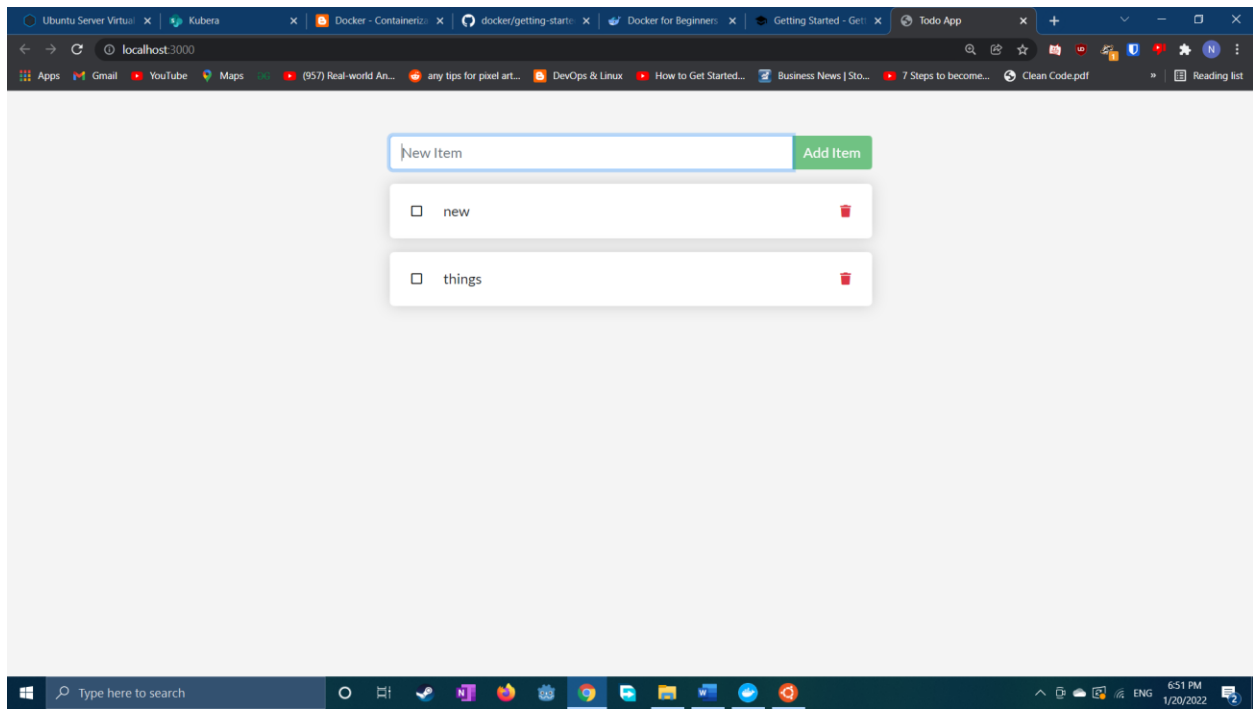 Ubuntu Server Virtual
Kubera
Docker - Containeriza
docker/getting-starte
Docker for Beginners
Getting Started - Gett
Todo App
localhost:3000
N
Apps
Gmail
YouTube
Maps
(957) Real-world An...
any tips for pixel art...
DevOps & Linux
How to Get Started...
Business News | Sto...
7 Steps to become...
Clean Code.pdf
»
Reading list
New Item
Add Item
new
things
Type here to search
ENG
6:51 PM
1/20/2022
2